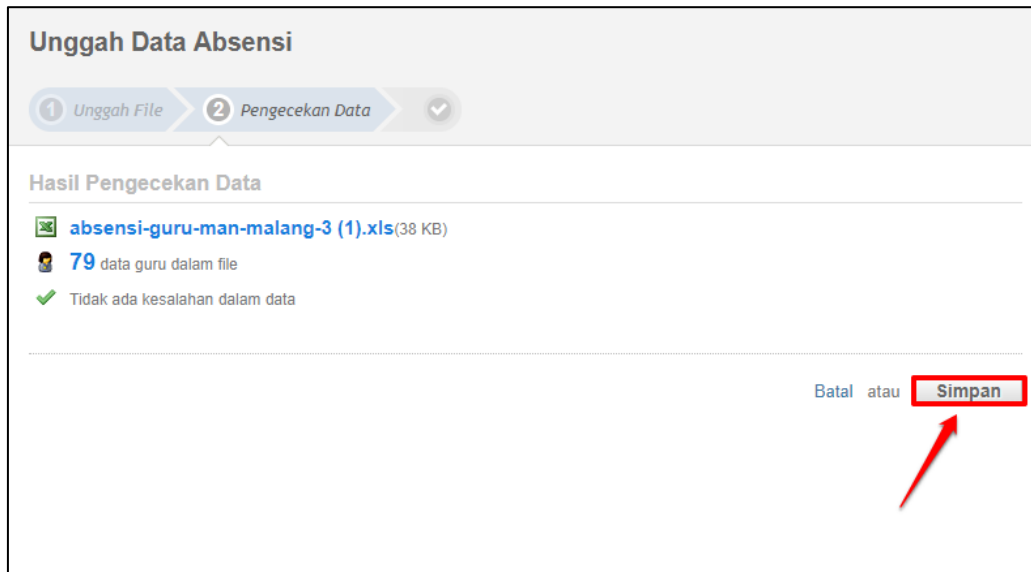 Unggah Data Absensi
1 Unggah File 2 Pengecekan Data
Hasil Pengecekan Data
absensi-guru-man-malang-3 (1).xls(38 KB)
79 data guru dalam file
Tidak ada kesalahan dalam data
Batal atau Simpan